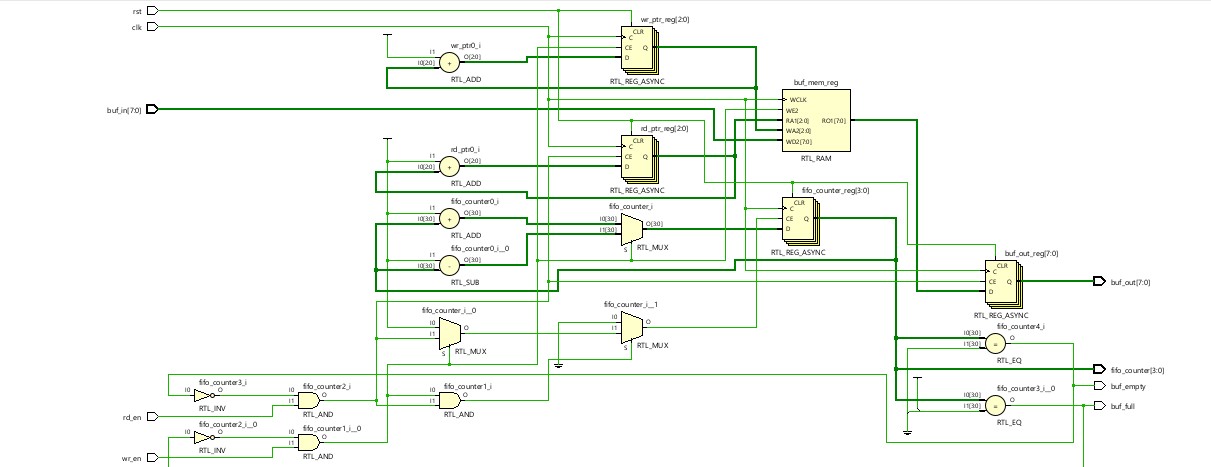 rst
clk
wr_ptr_reg[2:0]
CLR
C
CE
Q
D
RTL_REG_ASYNC
wr_ptr0_i
I1
I0[2:0]
+
O[2:0]
RTL_ADD
buf_in[7:0]
buf_mem_reg
WCLK
WE2
RA1[2:0]
RO1[7:0]
WA2[2:0]
WD2[7:0]
RTL_RAM
rd_ptr_reg[2:0]
CLR
C
CE
Q
D
RTL_REG_ASYNC
rd_ptr0_i
I1
I0[2:0]
+
O[2:0]
RTL_ADD
fifo_counter0_i
I1
I0[3:0]
+
O[3:0]
RTL_ADD
fifo_counter_i
I0[3:0]
I1[3:0]
O[3:0]
S
RTL_MUX
fifo_counter_reg[3:0]
CLR
C
CE
Q
D
RTL_REG_ASYNC
fifo_counter0_i__0
I1
I0[3:0]
-
O[3:0]
RTL_SUB
buf_out_reg[7:0]
CLR
C
CE
Q
D
RTL_REG_ASYNC
buf_out[7:0]
fifo_counter_i__0
I0
I1
O
S
RTL_MUX
fifo_counter_i__1
I0
I1
O
S
RTL_MUX
fifo_counter4_i
I0[3:0]
I1[3:0]
=
O
RTL_EQ
fifo_counter[3:0]
buf_empty
buf_full
fifo_counter3_i__0
I0[3:0]
I1[3:0]
=
O
RTL_EQ
fifo_counter3_i
I0
O
RTL_INV
fifo_counter2_i
I0
I1
O
RTL_AND
fifo_counter1_i
I0
I1
O
RTL_AND
rd_en
fifo_counter2_i__0
I0
O
RTL_INV
fifo_counter1_i__0
I0
I1
O
RTL_AND
wr_en